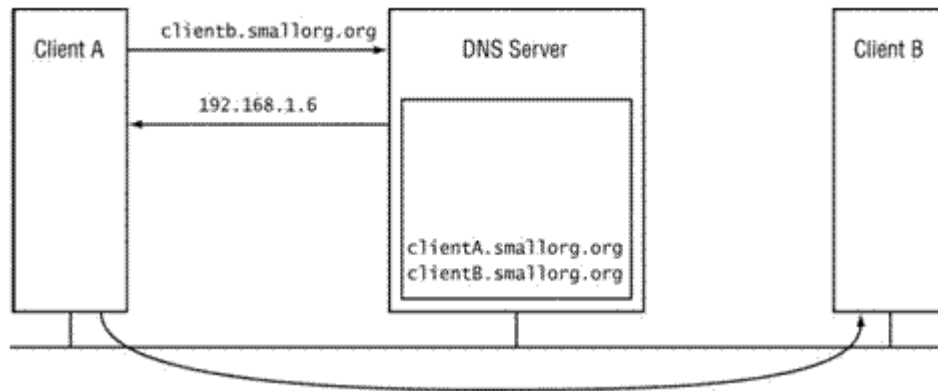 Client A
clientb.smallorg.org
DNS Server
Client B
192.168.1.6
clientA.smallorg.org
clientB.smallorg.org